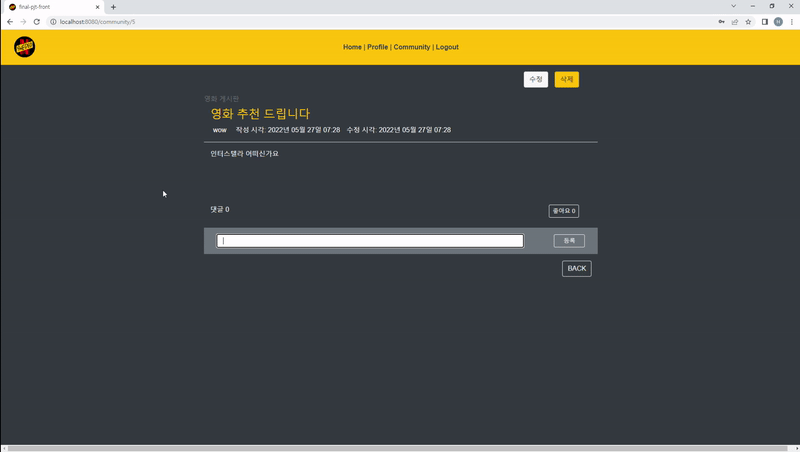 final-pjt-front
localhost:8080/community/5
Home | Profile | Community | Logout
수정 삭제
영화 게시판
영화 추천 드립니다
wow 작성 시각: 2022년 05월 27일 07:28 수정 시각: 2022년 05월 27일 07:28
인터스텔라 어떠신가요
댓글 0
좋아요 0
등록
BACK